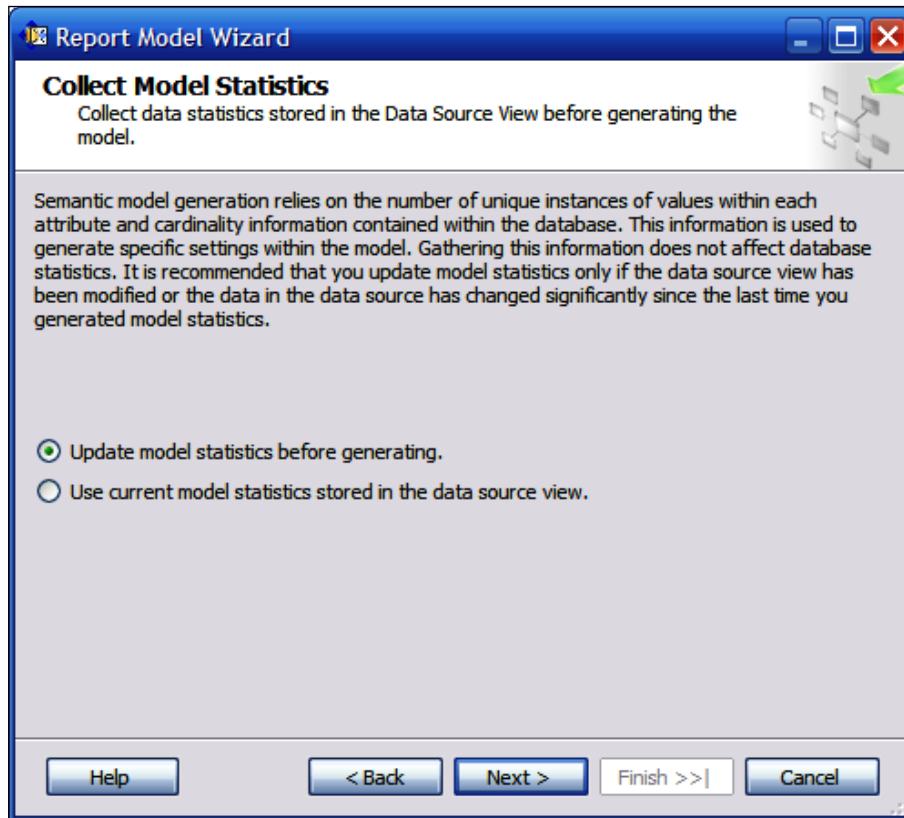 Report Model Wizard
Collect Model Statistics
Collect data statistics stored in the Data Source View before generating the
model.
Semantic model generation relies on the number of unique instances of values within each
attribute and cardinality information contained within the database. This information is used to
generate specific settings within the model. Gathering this information does not affect database
statistics. It is recommended that you update model statistics only if the data source view has
been modified or the data in the data source has changed significantly since the last time you
generated model statistics.
Update model statistics before generating.
Use current model statistics stored in the data source view.
Help < Back Next > Finish >>| Cancel